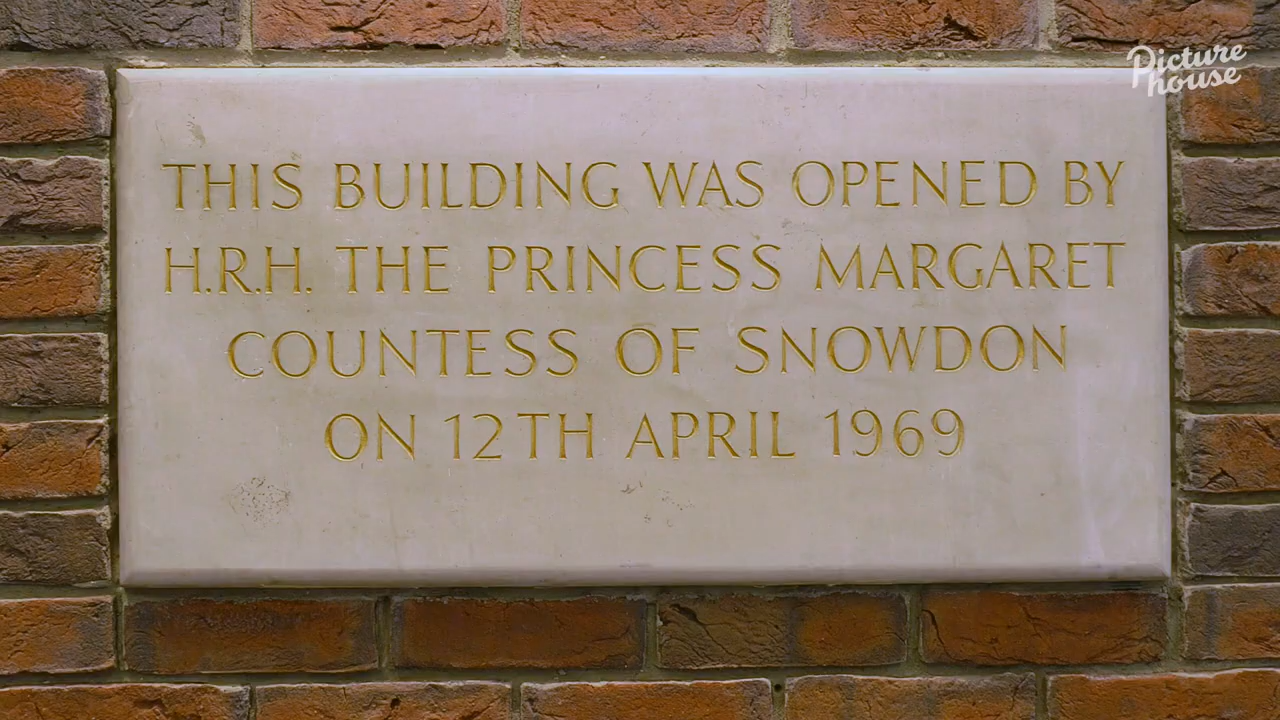 Picture
house
THIS BUILDING WAS OPENED BY
H.R.H. THE PRINCESS MARGARET
COUNTESS OF SNOWDON
ON 12TH APRIL 1969